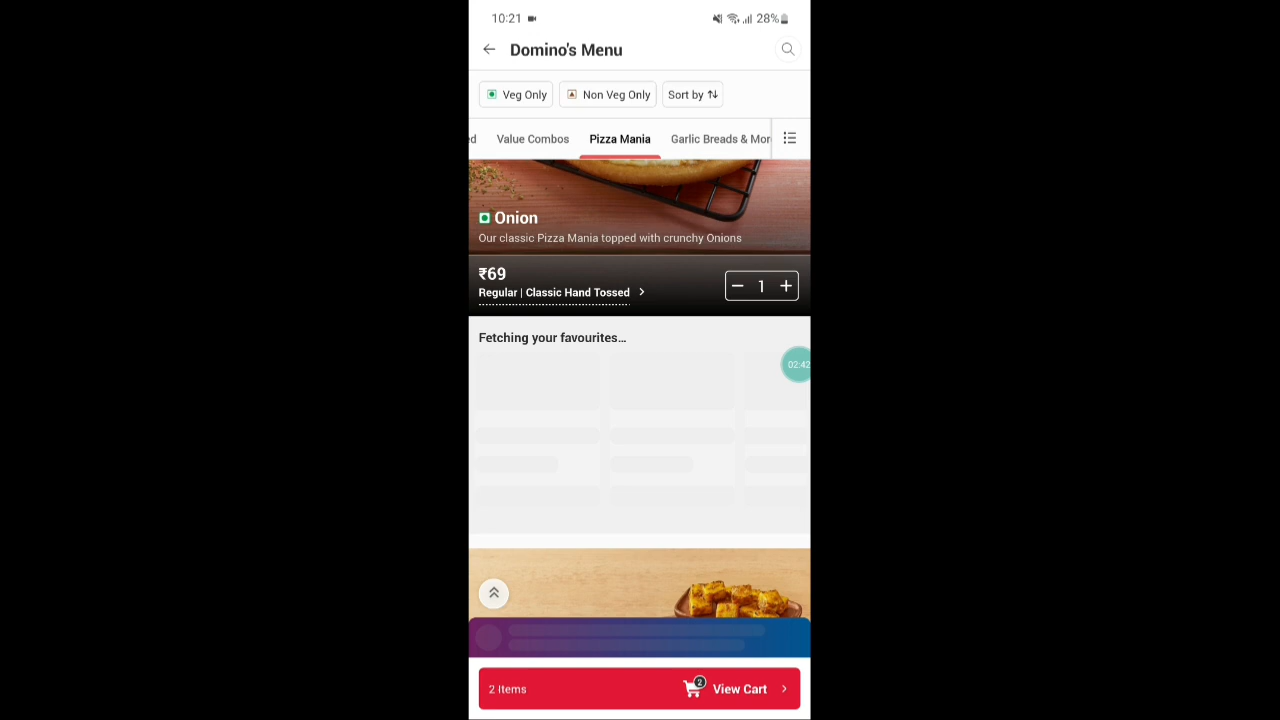 10:21
28%
Domino's Menu
Veg Only
Non Veg Only
Sort by
ed
Value Combos
Pizza Mania
Garlic Breads & Mor
Onion
Our classic Pizza Mania topped with crunchy Onions
₹69
Regular | Classic Hand Tossed
1
Fetching your favourites...
02:42
2 Items
2
View Cart